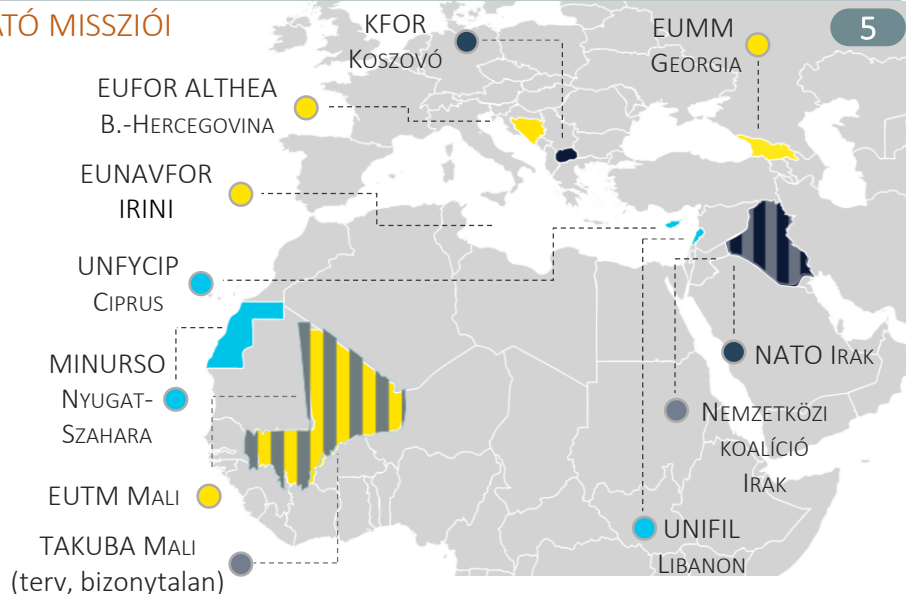 ATÓ MISSZIÓI
5
KFOR
KOSZOVÓ
EUMM
GEORGIA
EUFOR ALTHEA
B.-HERCEGOVINA
EUNAVFOR
IRINI
UNFYCIP
CIPRUS
MINURSO
NYUGAT-
SZAHARA
NATO IRAK
NEMZETKÖZI
KOALÍCIÓ
IRAK
EUTM MALI
UNIFIL
LIBANON
TAKUBA MALI
(terv, bizonytalan)